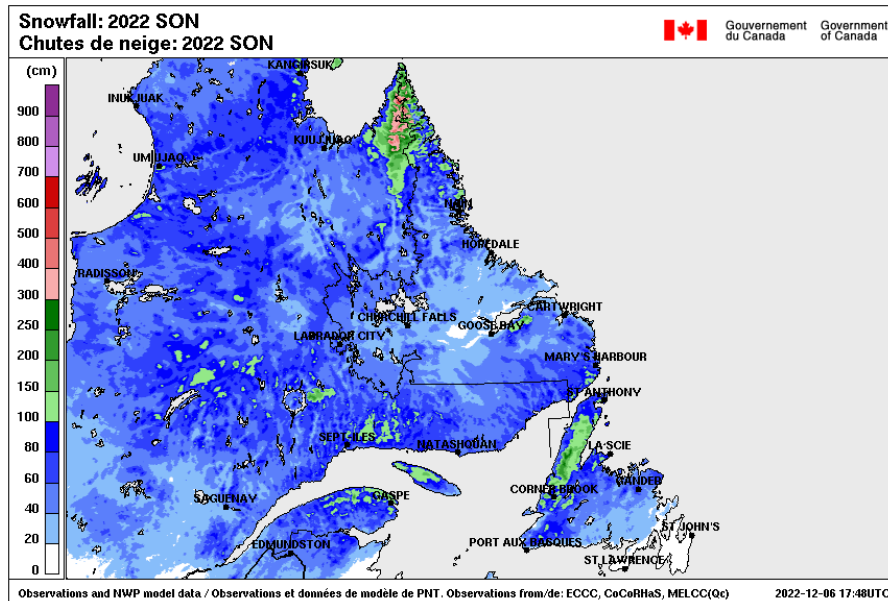 Snowfall: 2022 SON
Chutes de neige: 2022 SON
Gouvernement du Canada
Government of Canada
(cm)
900
800
700
600
500
400
300
250
200
150
100
80
60
40
20
0
KANGIRSUK
INUKJUAK
KUUJJUAQ
UMIUJAQ
NAIN
HOPEDALE
RADISSON
CARTWRIGHT
CHURCHILL FALLS
GOOSE BAY
LABRADOR CITY
MARY'S HARBOUR
ST ANTHONY
SEPT-ILES
NATASHQUAN
LA SCIE
GANDER
SAGUENAY
GASPE
CORNER BROOK
ST JOHN'S
EDMUNDSTON
PORT AUX BASQUES
ST LAWRENCE
Observations and NWP model data / Observations et données de modèle de PNT. Observations from/de: ECCC, CoCoRHaS, MELCC(Qc)
2022-12-06 17:48UTC